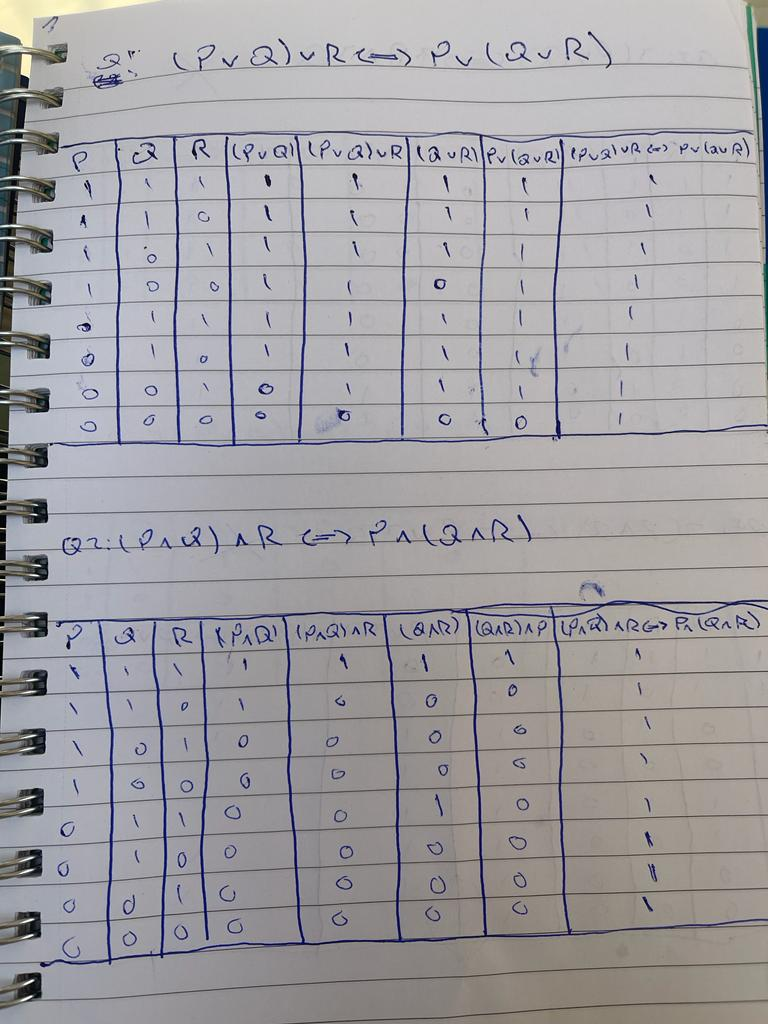 Q1: (P∨Q)∨R <=> P∨(Q∨R)
P Q R (P∨Q) (P∨Q)∨R (Q∨R) P∨(Q∨R) (P∨Q)∨R <=> P∨(Q∨R)
1 1 1 1 1 1 1 1
1 1 0 1 1 1 1 1
1 0 1 1 1 1 1 1
1 0 0 1 1 0 1 1
0 1 1 1 1 1 1 1
0 1 0 1 1 1 1 1
0 0 1 0 1 1 1 1
0 0 0 0 0 0 0 1
Q2: (P∧Q)∧R <=> P∧(Q∧R)
P Q R (P∧Q) (P∧Q)∧R (Q∧R) (Q∧R)∧P (P∧Q)∧R <=> P∧(Q∧R)
1 1 1 1 1 1 1 1
1 1 0 1 0 0 0 1
1 0 1 0 0 0 0 1
1 0 0 0 0 0 0 1
0 1 1 0 0 1 0 1
0 1 0 0 0 0 0 1
0 0 1 0 0 0 0 1
0 0 0 0 0 0 0 1